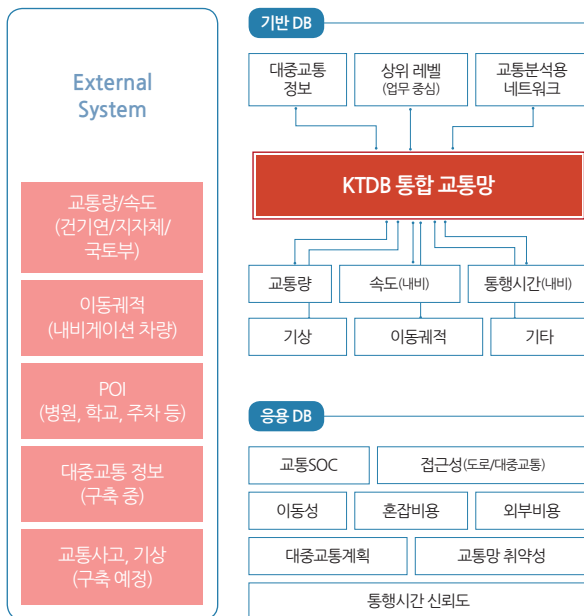 External
System
교통량/속도
(건기연/지자체/
국토부)
이동궤적
(내비게이션 차량)
POI
(병원, 학교, 주차 등)
대중교통 정보
(구축 중)
교통사고, 기상
(구축 예정)
기반 DB
대중교통
정보
상위 레벨
(업무 중심)
교통분석용
네트워크
KTDB 통합 교통망
교통량
속도(내비)
통행시간(내비)
기상
이동궤적
기타
응용 DB
교통SOC
접근성(도로/대중교통)
이동성
혼잡비용
외부비용
대중교통계획
교통망 취약성
통행시간 신뢰도